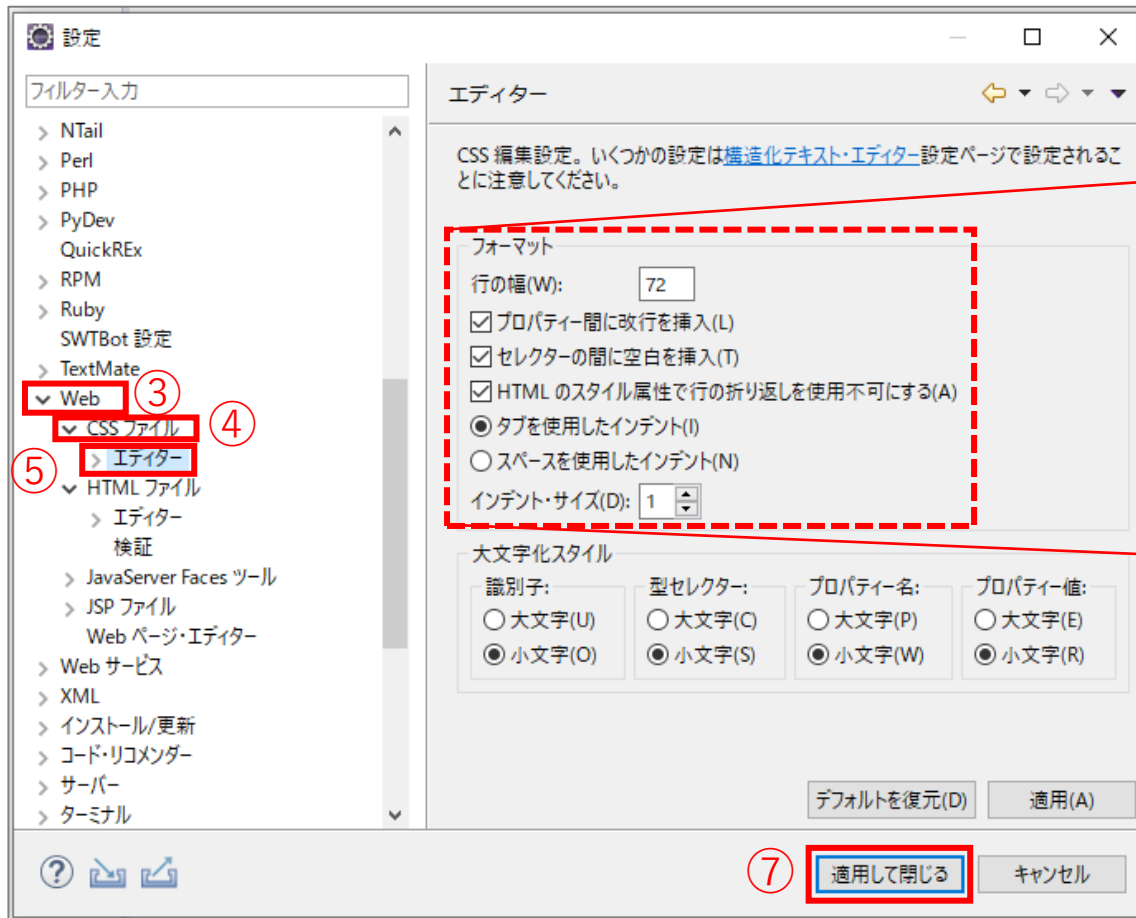 設定
フィルター入力
NTail
Perl
PHP
PyDev
QuickREx
RPM
Ruby
SWTBot 設定
TextMate
Web
③
CSS ファイル
④
⑤
エディター
HTML ファイル
エディター
検証
JavaServer Faces ツール
JSP ファイル
Web ページ・エディター
Web サービス
XML
インストール/更新
コード・リコメンダー
サーバー
ターミナル
エディター
CSS 編集設定。いくつかの設定は構造化テキスト・エディター設定ページで設定されるこ
とに注意してください。
フォーマット
行の幅(W): 72
プロパティー間に改行を挿入(L)
セレクターの間に空白を挿入(T)
HTML のスタイル属性で行の折り返しを使用不可にする(A)
タブを使用したインデント(I)
スペースを使用したインデント(N)
インデント・サイズ(D): 1
大文字化スタイル
識別子: 型セレクター: プロパティー名: プロパティー値:
大文字(U) 大文字(C) 大文字(P) 大文字(E)
小文字(O) 小文字(S) 小文字(W) 小文字(R)
デフォルトを復元(D) 適用(A)
? ⑦ 適用して閉じる キャンセル